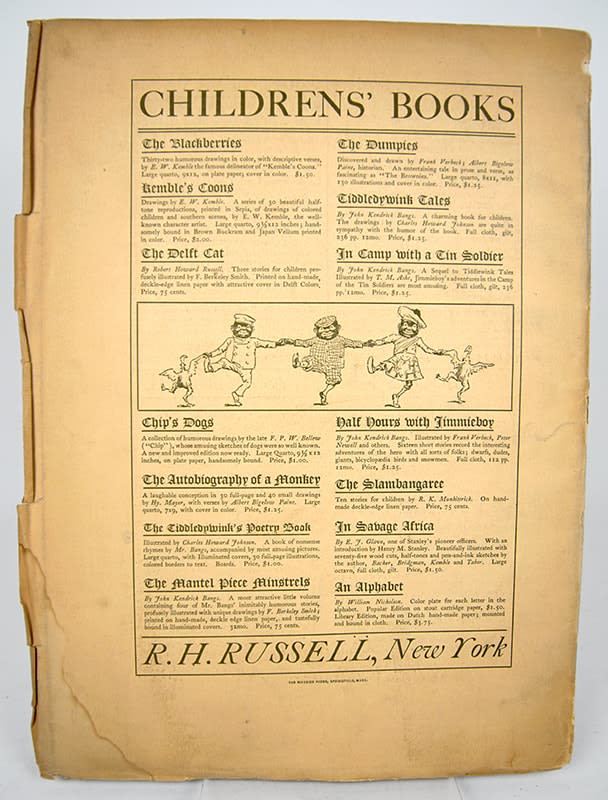 CHILDRENS' BOOKS
The Blackberries
Thirty-two humorous drawings in color, with descriptive verses,
by E. W. Kemble the famous delineator of "Kemble's Coons."
Large quarto, 9x12, on plate paper; cover in color. $1.50.
Kemble's Coons
Drawings by E. W. Kemble. A series of 30 beautiful half-
tone reproductions, printed in Sepia, of drawings of colored
children and southern scenes, by E. W. Kemble, the well-
known character artist. Large quarto, 9½x12 inches; hand-
somely bound in Brown Buckram and Japan Vellum printed
in color. Price, $2.00.
The Delft Cat
By Robert Howard Russell. Three stories for children pro-
fusely illustrated by F. Berkeley Smith. Printed on hand-made,
deckle-edge linen paper with attractive cover in Delft Colors,
Price, 75 cents.
The Dumpies
Discovered and drawn by Frank Verbeck; Albert Bigelow
Paine, historian. An entertaining tale in prose and verse, as
fascinating as "The Brownies." Large quarto, 8x11, with
130 illustrations and cover in color. Price, $1.25.
Tiddledywink Tales
By John Kendrick Bangs. A charming book for children.
The drawings by Charles Howard Johnson are quite in
sympathy with the humor of the book. Full cloth, gilt,
236 pp. 12mo. Price, $1.25.
In Camp with a Tin Soldier
By John Kendrick Bangs. A Sequel to Tiddlewink Tales
Illustrated by T. M. Ashe, Jimmieboy's adventures in the Camp
of the Tin Soldiers are most amusing. Full cloth, gilt, 236
pp. 12mo. Price, $1.25.
Chip's Dogs
A collection of humorous drawings by the late F. P. W. Bellew
("Chip"), whose amusing sketches of dogs were so well known.
A new and improved edition now ready. Large Quarto, 9½x12
inches, on plate paper, handsomely bound. Price, $1.00.
The Autobiography of a Monkey
A laughable conception in 30 full-page and 40 small drawings
by Hy. Mayer, with verses by Albert Bigelow Paine. Large
quarto, 7x9, with cover in color, Price, $1.25.
The Tiddledywink's Poetry Book
Illustrated by Charles Howard Johnson. A book of nonsense
rhymes by Mr. Bangs, accompanied by most amusing pictures.
Large quarto, with Illuminated covers, 30 full-page illustrations,
colored borders to text. Boards. Price, $1.00.
The Mantel Piece Minstrels
By John Kendrick Bangs. A most attractive little volume
containing four of Mr. Bangs' inimitably humorous stories,
profusely illustrated with unique drawings by F. Berkeley Smith;
printed on hand-made, deckle edge linen paper, and tastefully
bound in illuminated covers. 32mo. Price, 75 cents.
Half Hours with Jimmieboy
By John Kendrick Bangs. Illustrated by Frank Verbeck, Peter
Newell and others. Sixteen short stories record the interesting
adventures of the hero with all sorts of folks; dwarfs, dudes,
giants, bicyclopædia birds and snowmen. Full cloth, 112 pp.
12mo. Price, $1.25.
The Slambangaree
Ten stories for children by R. K. Munkitrick. On hand-
made deckle-edge linen paper. Price, 75 cents.
In Savage Africa
By E. J. Glave, one of Stanley's pioneer officers. With an
introduction by Henry M. Stanley. Beautifully illustrated with
seventy-five wood cuts, half-tones and pen-and-ink sketches by
the author, Bacher, Bridgman, Kemble and Taber. Large
octavo, full cloth, gilt. Price, $1.50.
An Alphabet
By William Nicholson. Color plate for each letter in the
alphabet. Popular Edition on stout cartridge paper, $1.50.
Library Edition, made on Dutch hand-made paper; mounted
and bound in cloth. Price, $3.75.
R. H. RUSSELL, New York
SPRINGFIELD, MASS.